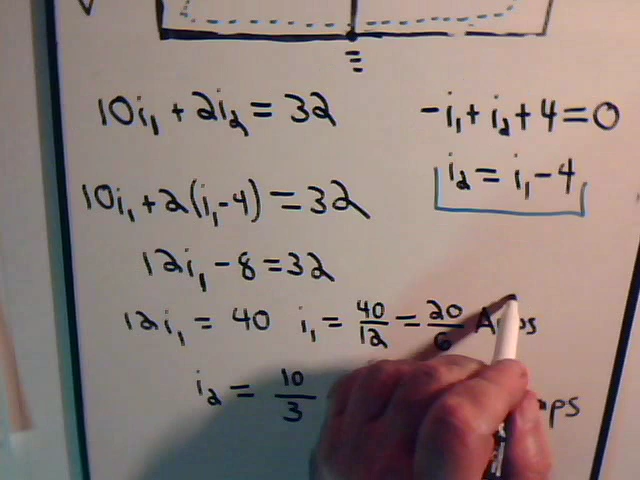 10i₁ + 2i₂ = 32
-i₁ + i₂ + 4 = 0
i₂ = i₁ - 4
10i₁ + 2(i₁ - 4) = 32
12i₁ - 8 = 32
12i₁ = 40 i₁ = 40/12 = 20/6
i₂ = 10/3